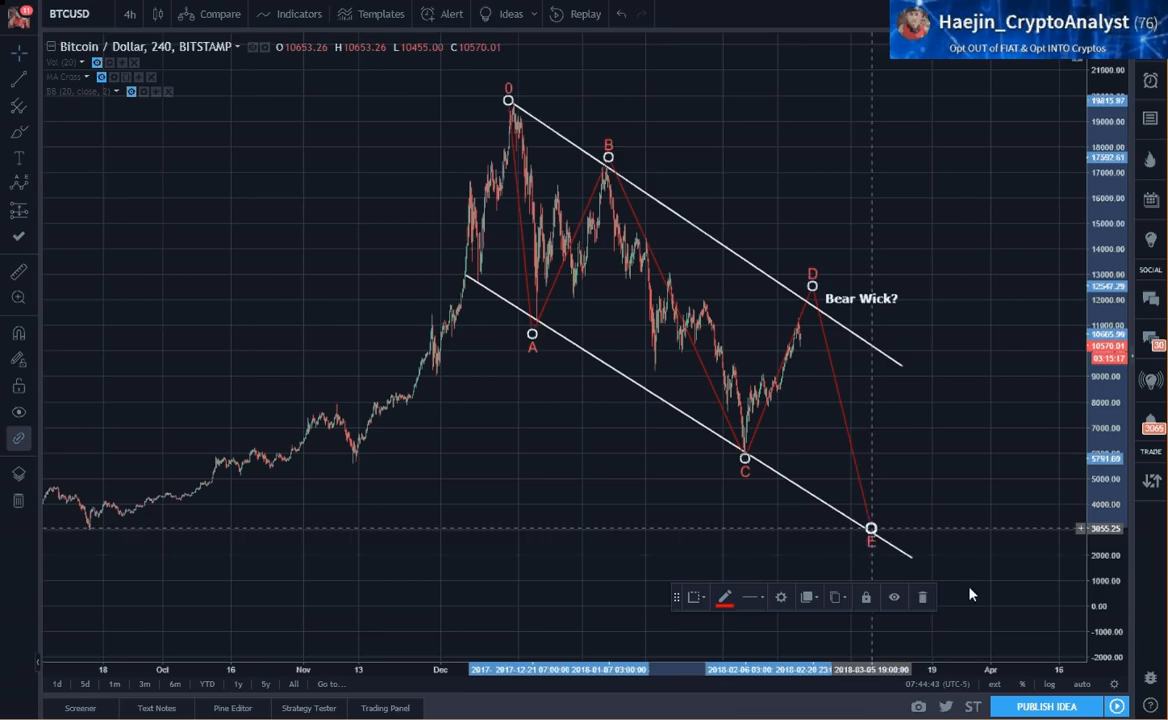 11
BTCUSD
4h
Compare
Indicators
Templates
Alert
Ideas
Replay
Haejin_CryptoAnalyst (76)
Opt OUT of FIAT & Opt INTO Cryptos
Bitcoin / Dollar, 240, BITSTAMP
O10653.26 H10653.26 L10455.00 C10570.01
Vol (20)
MA Cross
BB (20, close, 2)
21000.00
19815.97
19000.00
18000.00
17592.61
17000.00
16000.00
15000.00
14000.00
13000.00
12547.29
12000.00
11000.00
10665.99
10570.01
03:15:17
9000.00
8000.00
7000.00
5791.69
5000.00
4000.00
3055.25
2000.00
1000.00
0.00
-1000.00
-2000.00
0
B
A
D
Bear Wick?
C
E
SOCIAL
30
3065
TRADE
18
Oct
16
Nov
13
Dec
2017-
2017-12-21 07:00:00
2018-01-07 03:00:00
2018-02-06 03:00
2018-03-05 19:00:00
19
Apr
16
1d
5d
1m
3m
6m
YTD
1y
5y
All
Go to...
07:44:43 (UTC-5)
ext
%
log
auto
Screener
Text Notes
Pine Editor
Strategy Tester
Trading Panel
ST
PUBLISH IDEA